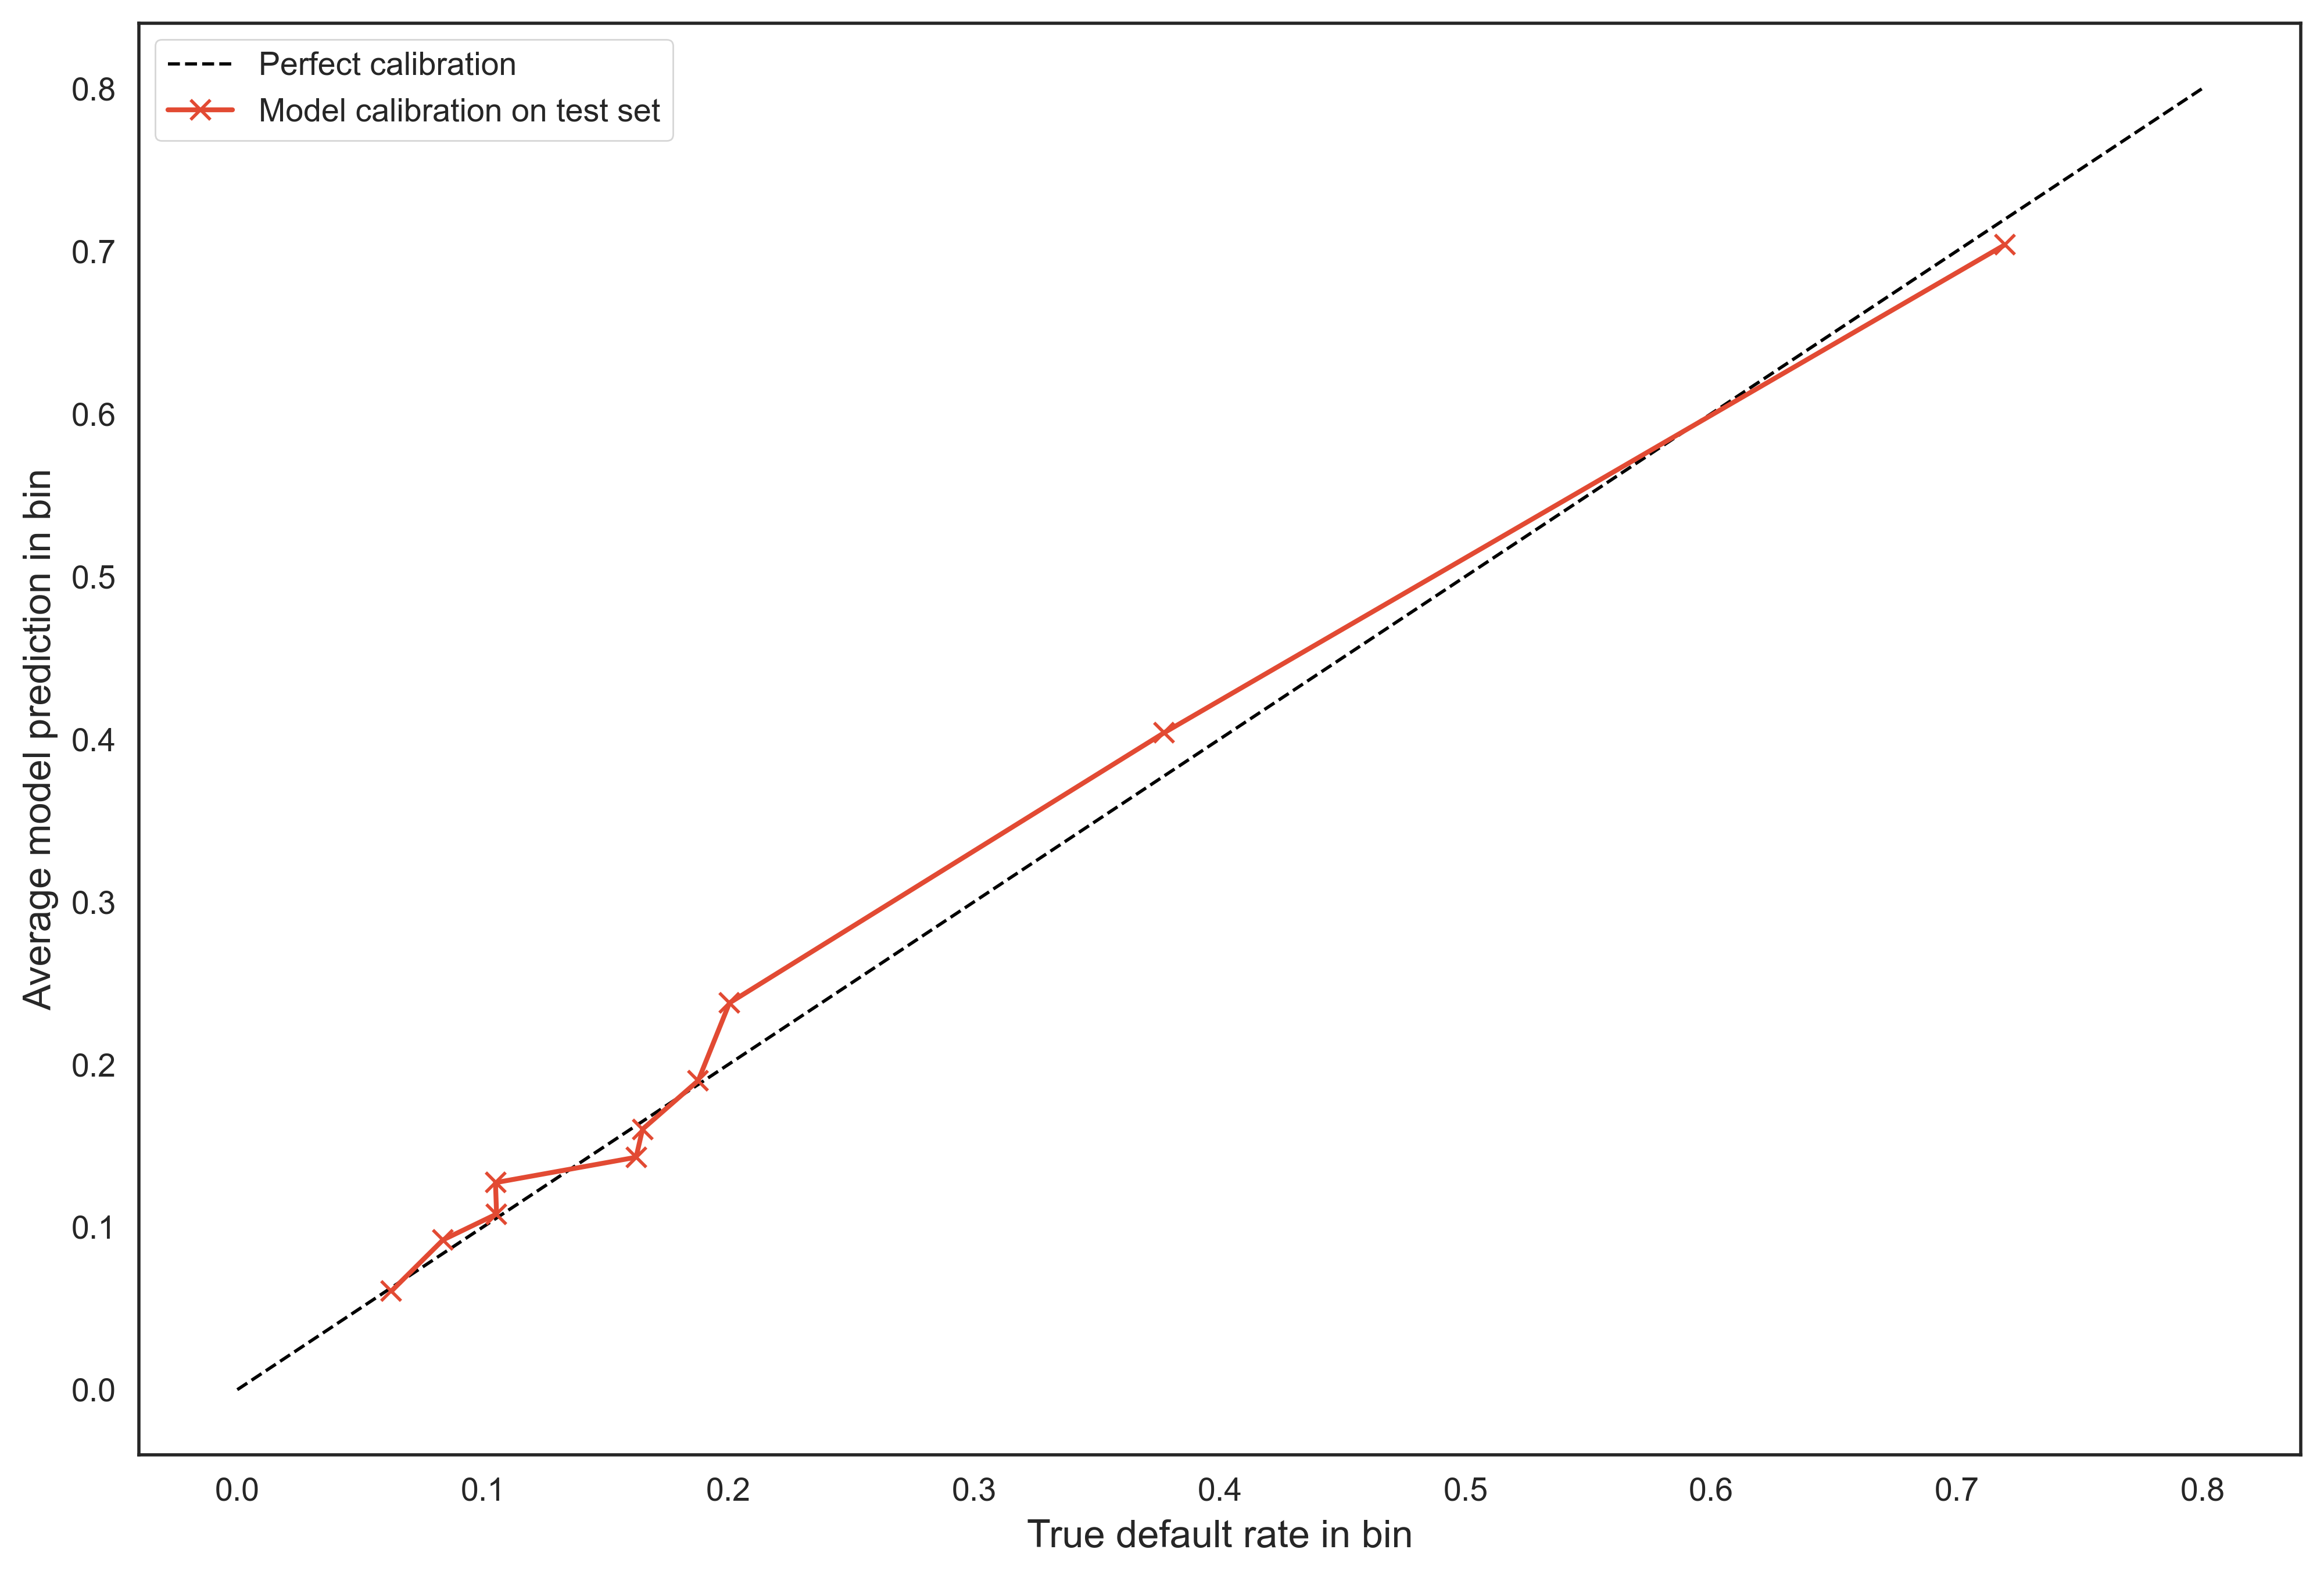 Perfect calibration
Model calibration on test set
0.8
0.7
0.6
0.5
0.4
0.3
0.2
0.1
0.0
Average model prediction in bin
0.0 0.1 0.2 0.3 0.4 0.5 0.6 0.7 0.8
True default rate in bin